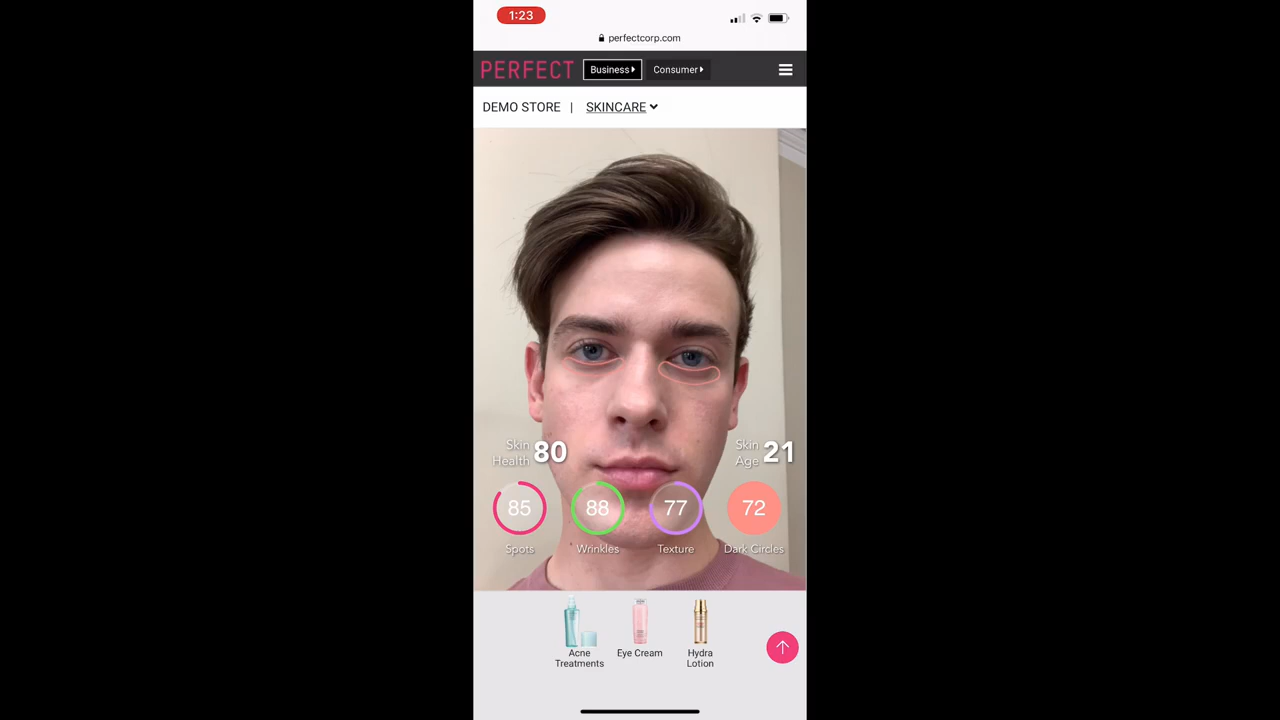 1:23
perfectcorp.com
PERFECT Business Consumer
DEMO STORE | SKINCARE
Skin Health 80
Skin Age 21
85 88 77 72
Spots Wrinkles Texture Dark Circles
Acne Treatments
Eye Cream
Hydra Lotion